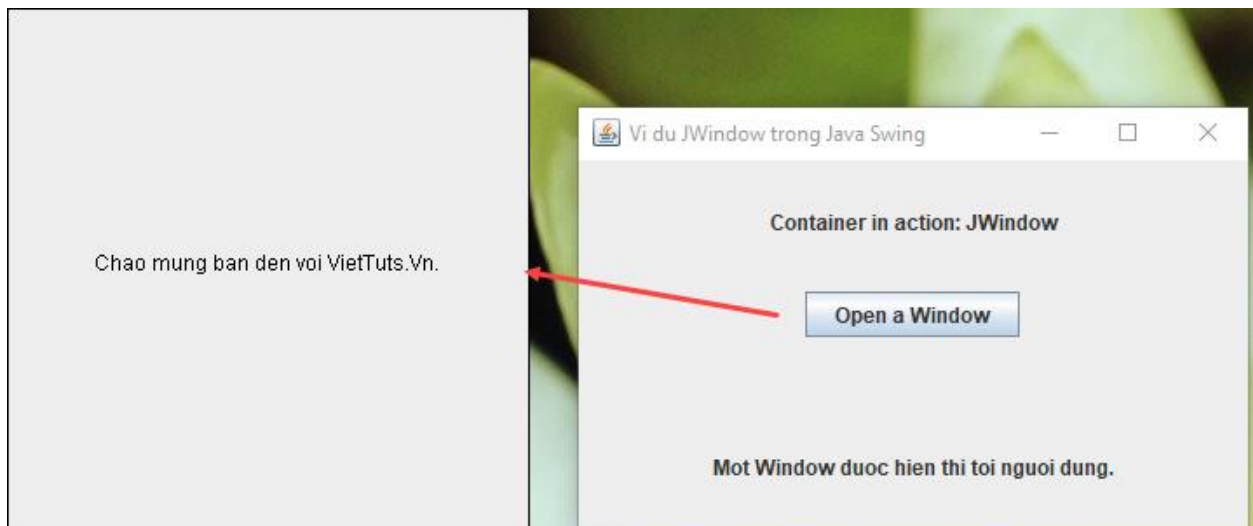 Chao mung ban den voi VietTuts.Vn.
Vi du JWindow trong Java Swing
Container in action: JWindow
Open a Window
Mot Window duoc hien thi toi nguoi dung.